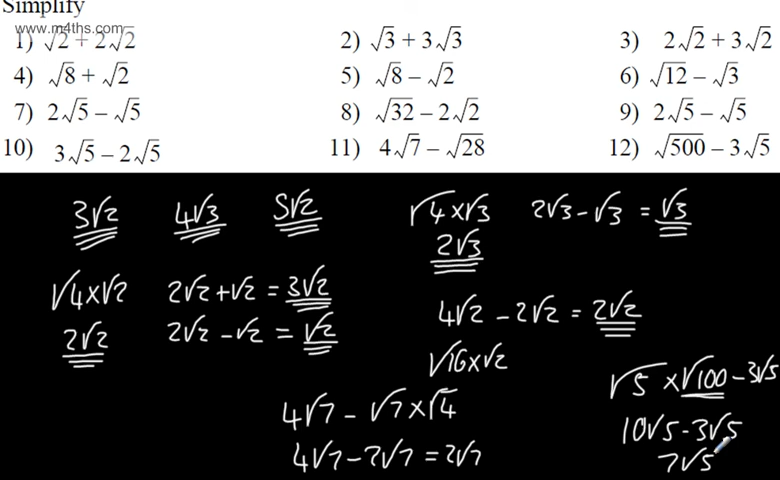 Simplify
www.m4ths.com
1) √2 + 2√2 2) √3 + 3√3 3) 2√2 + 3√2
4) √8 + √2 5) √8 − √2 6) √12 − √3
7) 2√5 − √5 8) √32 − 2√2 9) 2√5 − √5
10) 3√5 − 2√5 11) 4√7 − √28 12) √500 − 3√5
3√2 4√3 5√2 √4 × √3 2√3 − √3 = √3
2√3
√4 × √2 2√2 + √2 = 3√2
4√2 − 2√2 = 2√2
2√2 2√2 − √2 = √2
√16 × √2
√5 × √100 − 3√5
4√7 − √7 × √4
10√5 − 3√5
4√7 − 2√7 = 2√7
7√5